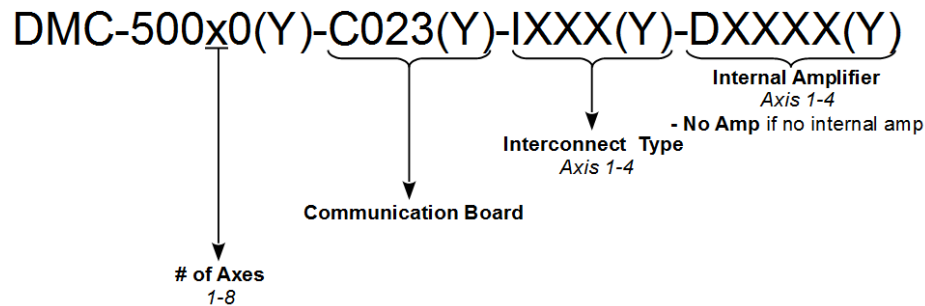 DMC-500x0(Y)-C023(Y)-IXXX(Y)-DXXXX(Y)
Internal Amplifier
Axis 1-4
- No Amp if no internal amp
Interconnect Type
Axis 1-4
Communication Board
# of Axes
1-8